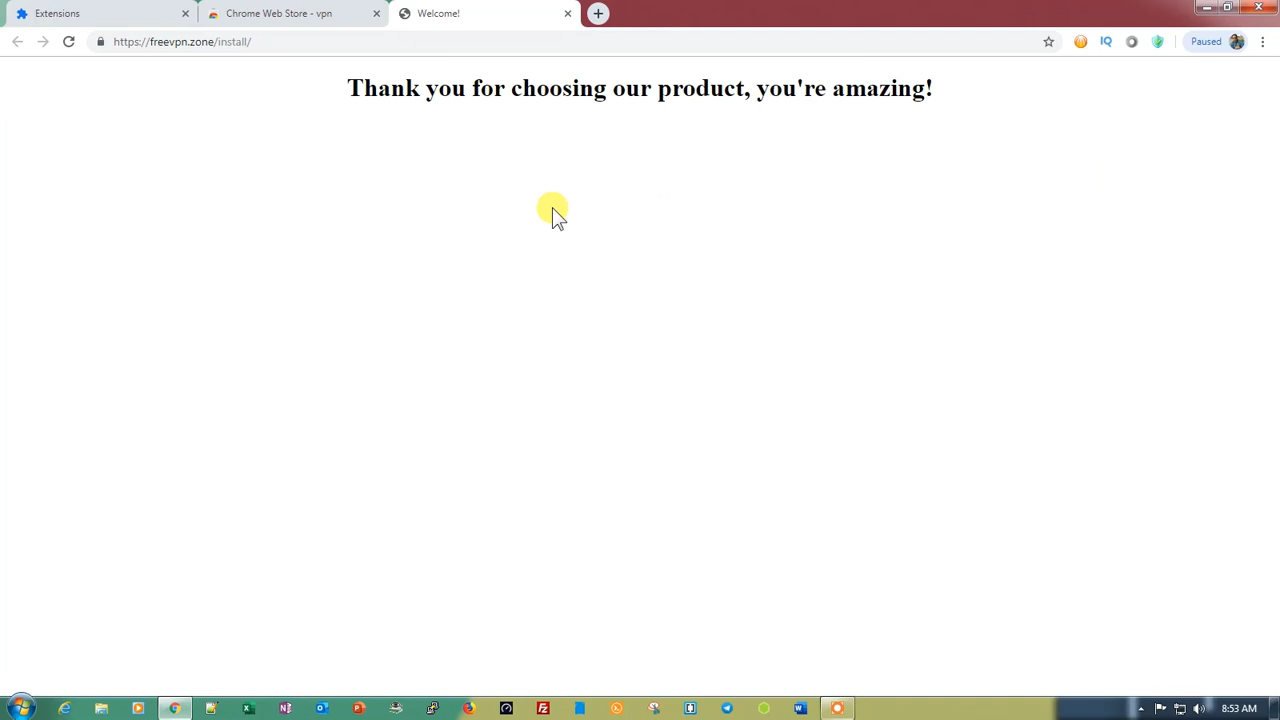 Extensions
Chrome Web Store - vpn
Welcome!
https://freevpn.zone/install/
IQ
Paused
Thank you for choosing our product, you're amazing!
8:53 AM